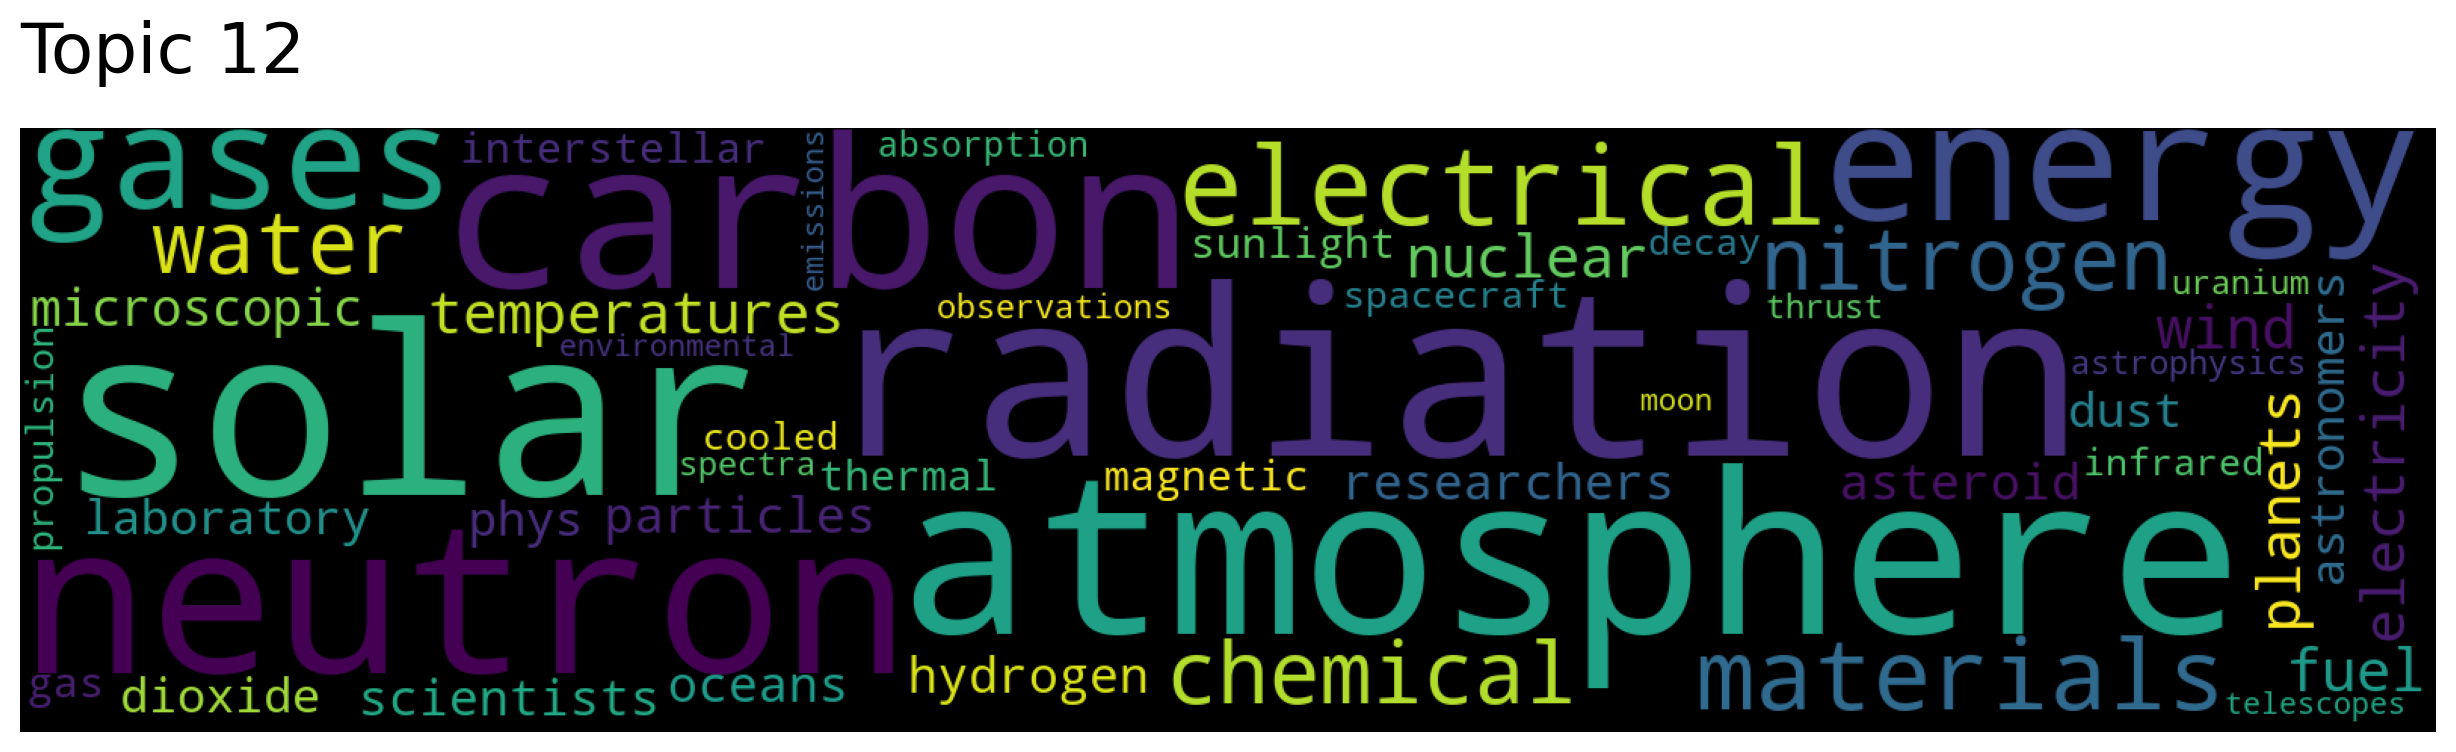 Topic 12
gases
interstellar
emissions
absorption
electrical
energy
water
carbon
sunlight
nuclear
decay
nitrogen
uranium
microscopic
temperatures
observations
spacecraft
thrust
wind
environmental
astrophysics
propulsion
solar
radiation
moon
dust
planets
astronomers
electricity
cooled
spectra
thermal
magnetic
researchers
asteroid
infrared
laboratory
phys
particles
neutron
atmosphere
gas
dioxide
scientists
oceans
hydrogen
chemical
materials
fuel
telescopes